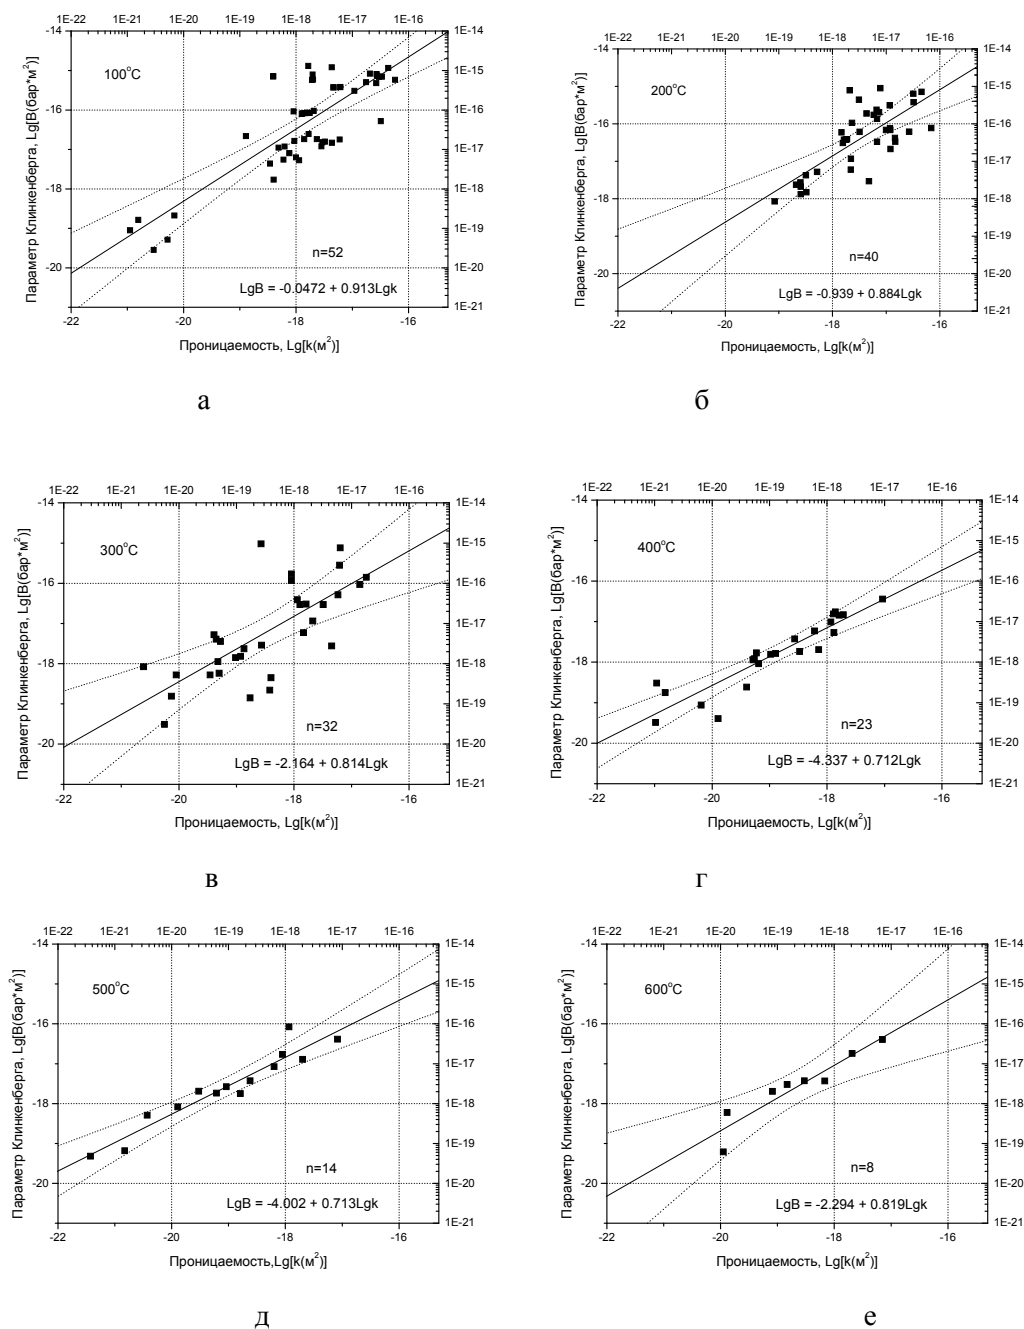 1E-22 1E-21 1E-20 1E-19 1E-18 1E-17 1E-16
-14
-16
-18
-20
-22 -20 -18 -16
1E-14
1E-15
1E-16
1E-17
1E-18
1E-19
1E-20
1E-21
100°C
n=52
LgB = -0.0472 + 0.913Lgk
Параметр Клинкенберга, Lg[B(бар*м²)]
Проницаемость, Lg[k(м²)]
а
1E-22 1E-21 1E-20 1E-19 1E-18 1E-17 1E-16
-14
-16
-18
-20
-22 -20 -18 -16
1E-14
1E-15
1E-16
1E-17
1E-18
1E-19
1E-20
1E-21
200°C
n=40
LgB = -0.939 + 0.884Lgk
Параметр Клинкенберга, Lg[B(бар*м²)]
Проницаемость, Lg[k(м²)]
б
1E-22 1E-21 1E-20 1E-19 1E-18 1E-17 1E-16
-14
-16
-18
-20
-22 -20 -18 -16
1E-14
1E-15
1E-16
1E-17
1E-18
1E-19
1E-20
1E-21
300°C
n=32
LgB = -2.164 + 0.814Lgk
Параметр Клинкенберга, Lg[B(бар*м²)]
Проницаемость, Lg[k(м²)]
в
1E-22 1E-21 1E-20 1E-19 1E-18 1E-17 1E-16
-14
-16
-18
-20
-22 -20 -18 -16
1E-14
1E-15
1E-16
1E-17
1E-18
1E-19
1E-20
1E-21
400°C
n=23
LgB = -4.337 + 0.712Lgk
Параметр Клинкенберга, Lg[B(бар*м²)]
Проницаемость, Lg[k(м²)]
г
1E-22 1E-21 1E-20 1E-19 1E-18 1E-17 1E-16
-14
-16
-18
-20
-22 -20 -18 -16
1E-14
1E-15
1E-16
1E-17
1E-18
1E-19
1E-20
1E-21
500°C
n=14
LgB = -4.002 + 0.713Lgk
Параметр Клинкенберга, Lg[B(бар*м²)]
Проницаемость,Lg[k(м²)]
д
1E-22 1E-21 1E-20 1E-19 1E-18 1E-17 1E-16
-14
-16
-18
-20
-22 -20 -18 -16
1E-14
1E-15
1E-16
1E-17
1E-18
1E-19
1E-20
1E-21
600°C
n=8
LgB = -2.294 + 0.819Lgk
Параметр Клинкенберга, Lg[B(бар*м²)]
Проницаемость, Lg[k(м²)]
е